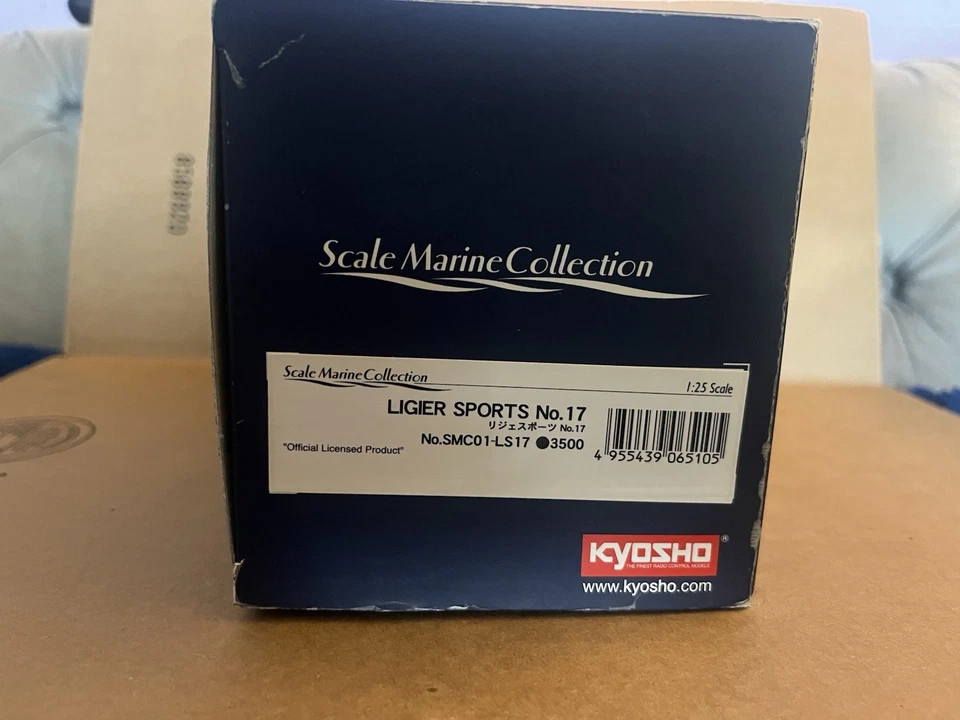 Scale Marine Collection
Scale Marine Collection
1:25 Scale
LIGIER SPORTS No.17
リジェスポーツ No.17
No.SMC01-LS17 ●3500
"Official Licensed Product"
4 955439 065105
KYOSHO ®
THE FINEST RADIO CONTROL MODELS
www.kyosho.com